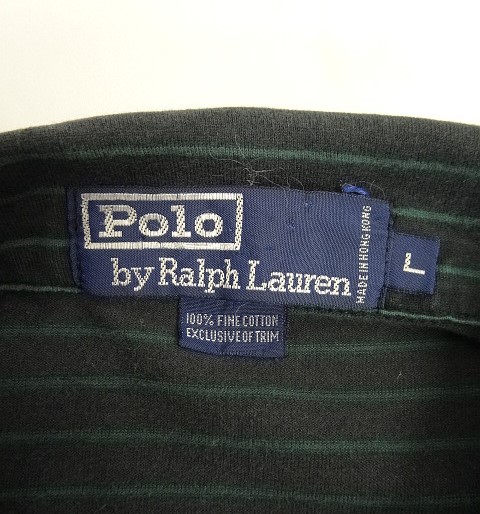 Polo
by Ralph Lauren
MADE IN HONG KONG
L
100% FINE COTTON
EXCLUSIVE OF TRIM